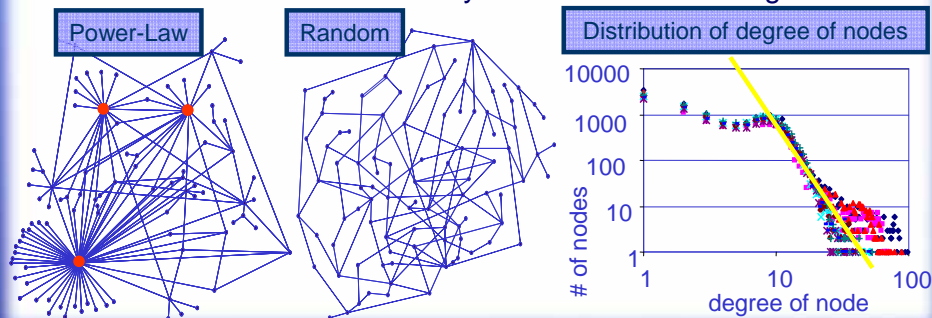 Power-Law
Random
Distribution of degree of nodes
10000
1000
100
10
1
# of nodes
1
10
100
degree of node